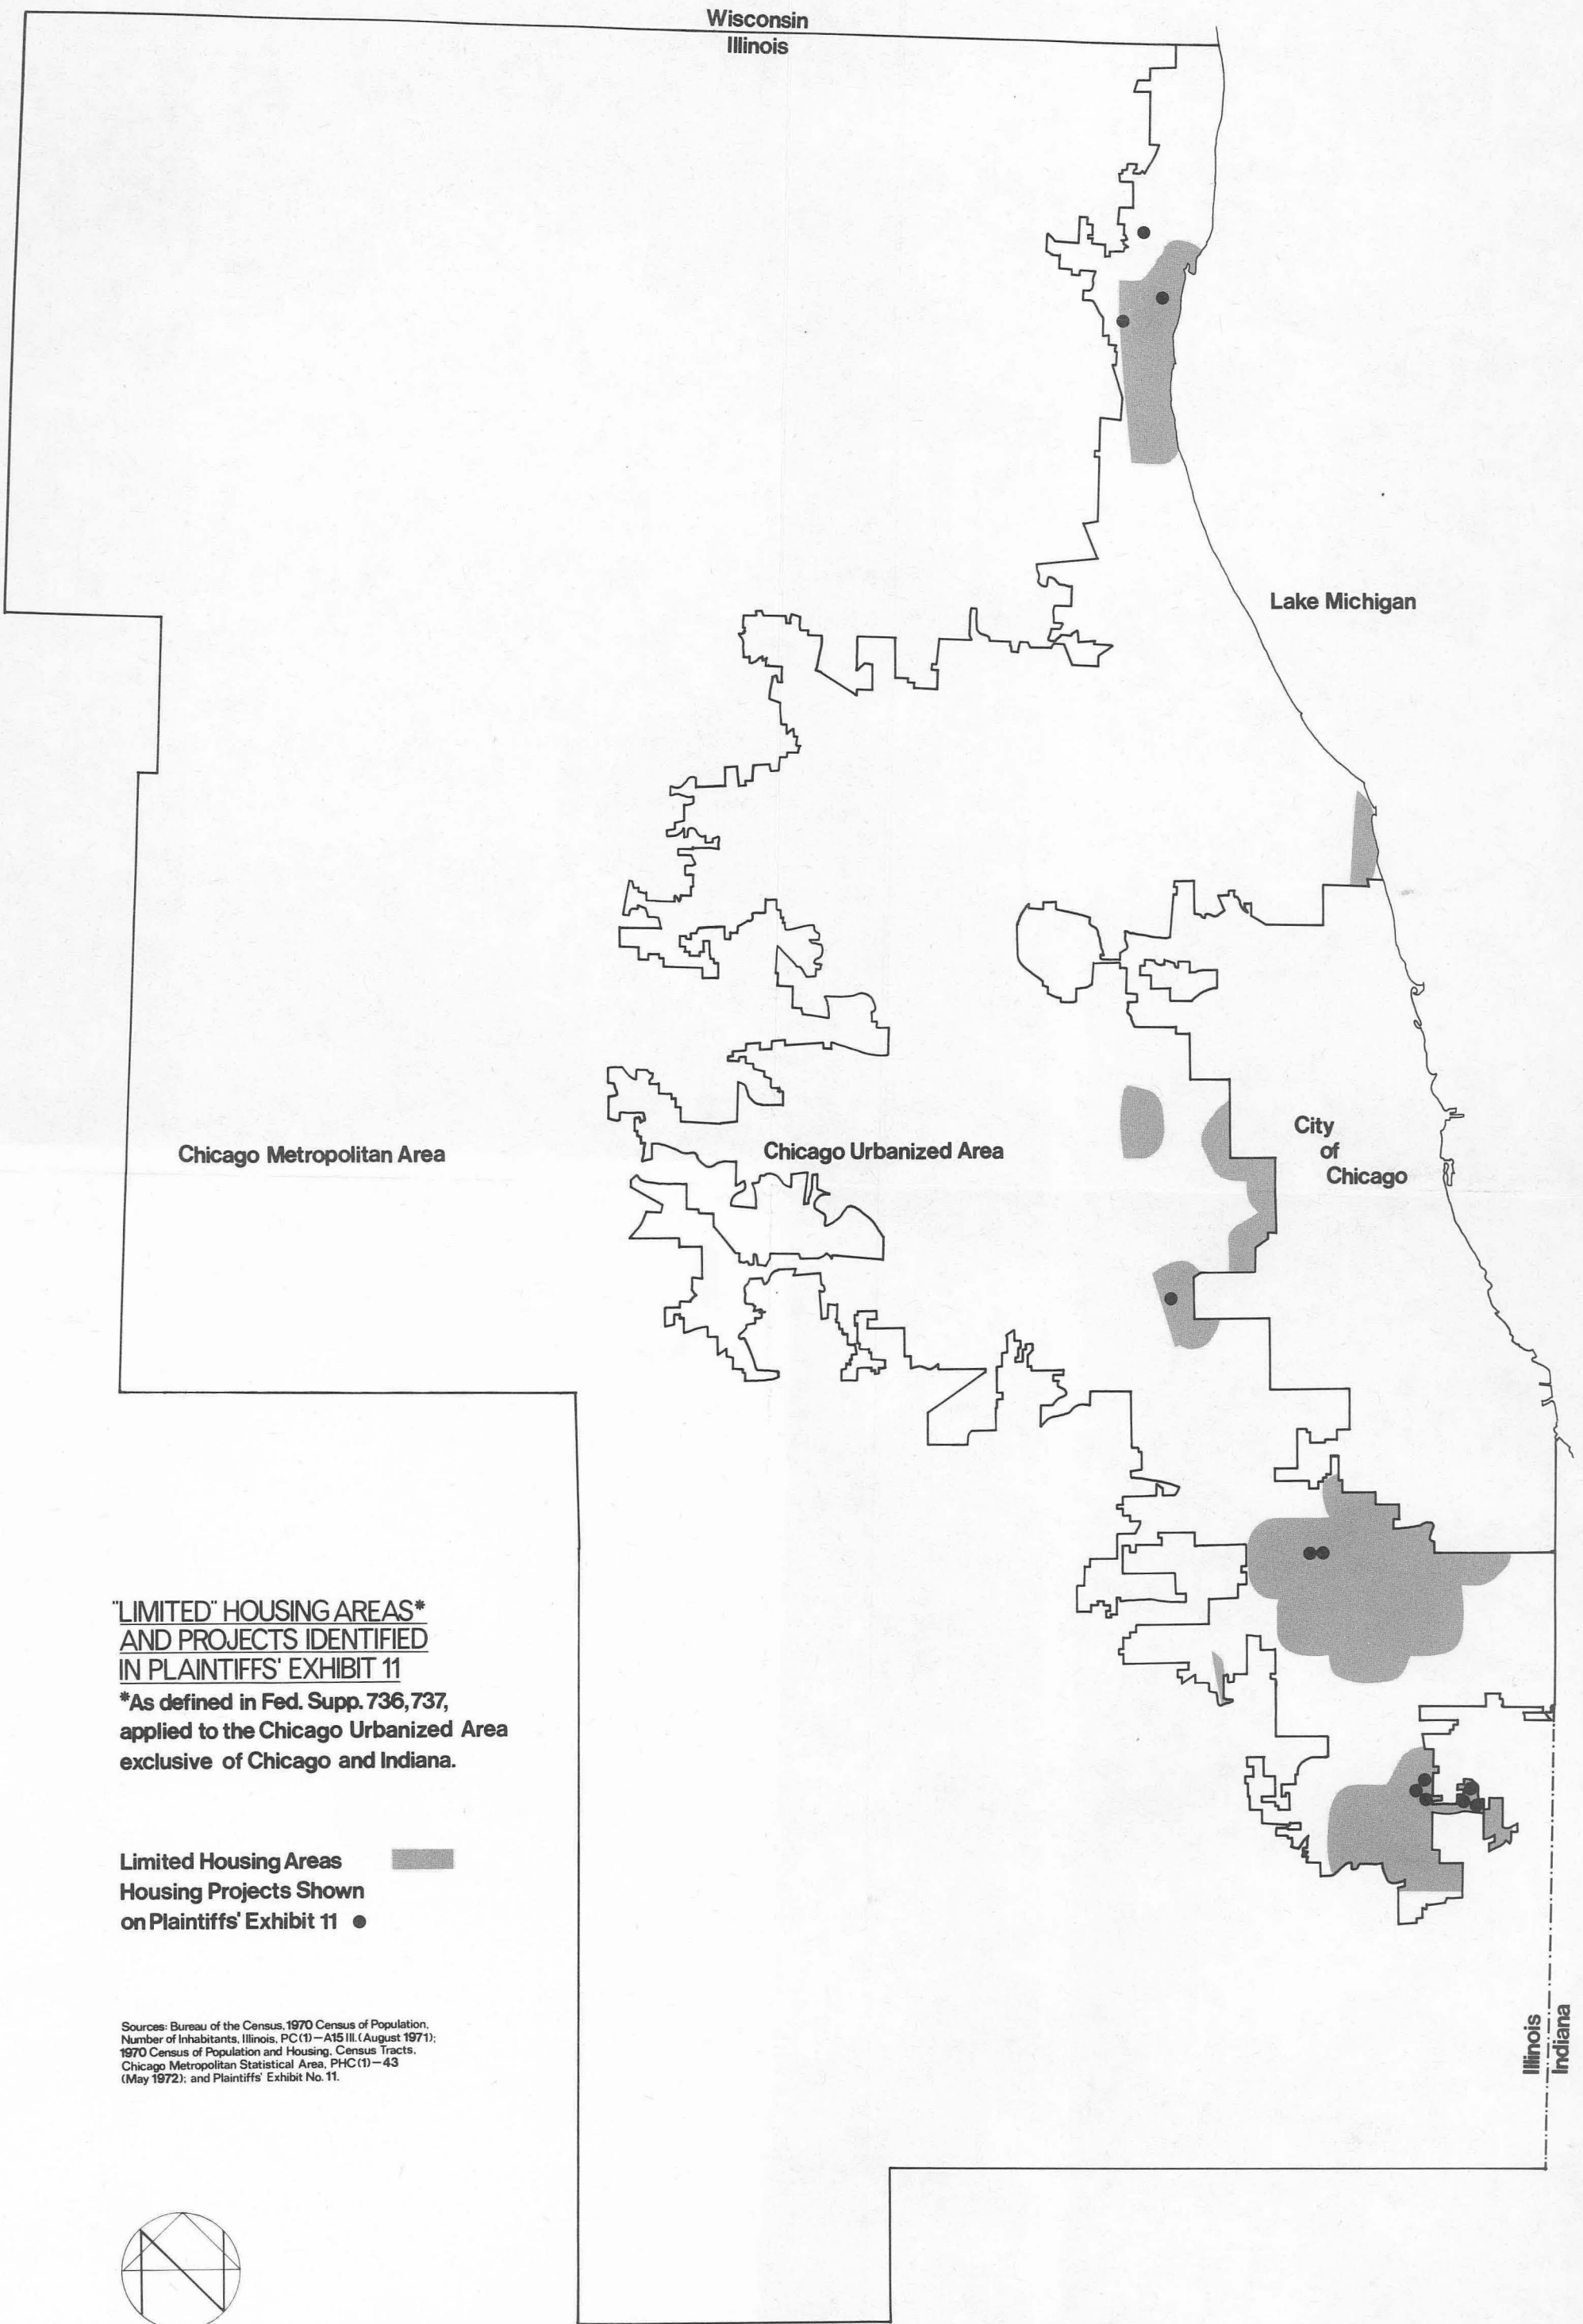 Wisconsin
Illinois
Lake Michigan
Chicago Metropolitan Area
Chicago Urbanized Area
City
of
Chicago
"LIMITED" HOUSING AREAS*
AND PROJECTS IDENTIFIED
IN PLAINTIFFS' EXHIBIT 11
*As defined in Fed. Supp. 736, 737,
applied to the Chicago Urbanized Area
exclusive of Chicago and Indiana.
Limited Housing Areas
Housing Projects Shown
on Plaintiffs' Exhibit 11
Sources: Bureau of the Census, 1970 Census of Population,
Number of Inhabitants, Illinois, PC(1)–A15 Ill. (August 1971);
1970 Census of Population and Housing, Census Tracts,
Chicago Metropolitan Statistical Area, PHC(1)–43
(May 1972); and Plaintiffs' Exhibit No. 11.
Illinois
Indiana
N